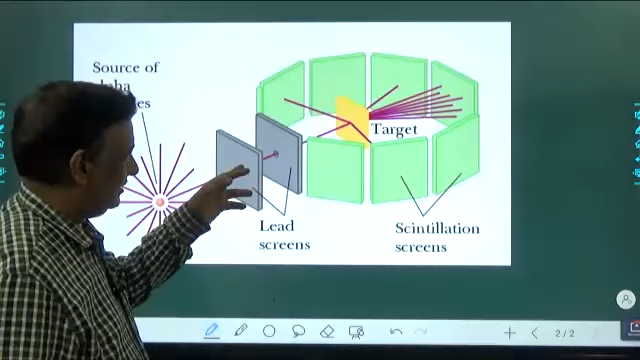 Source of
Target
Lead
screens
Scintillation
screens
2/2